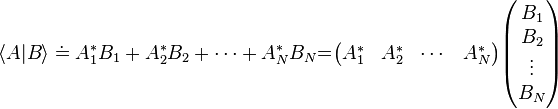 ⟨A|B⟩ ≐ A₁*B₁ + A₂*B₂ + ⋯ + A_N*B_N = (A₁* A₂* ⋯ A_N*) (B₁ B₂ ⋮ B_N)